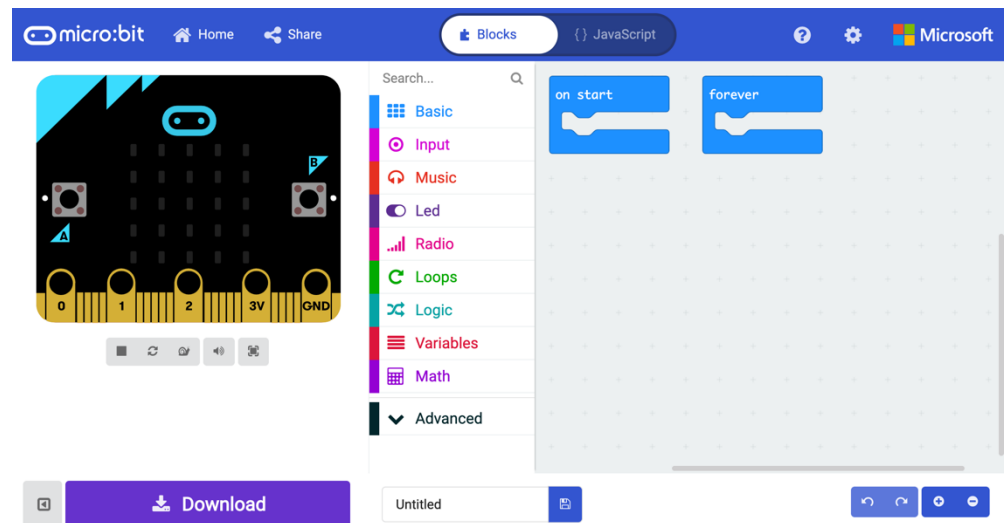 micro:bit Home Share Blocks {} JavaScript ? Microsoft
Search...
Basic
Input
Music
Led
Radio
Loops
Logic
Variables
Math
Advanced
on start
forever
B
A
0 1 2 3V GND
Download
Untitled